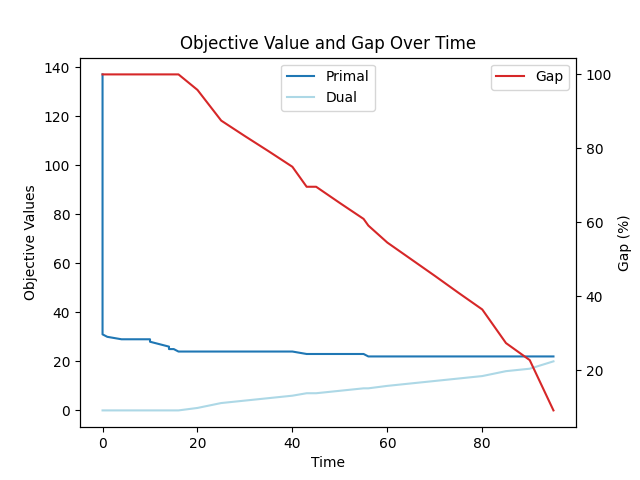 Objective Value and Gap Over Time
Objective Values
140
120
100
80
60
40
20
0
Primal
Dual
Gap
100
80
60
40
20
Gap (%)
0
20
40
60
80
Time